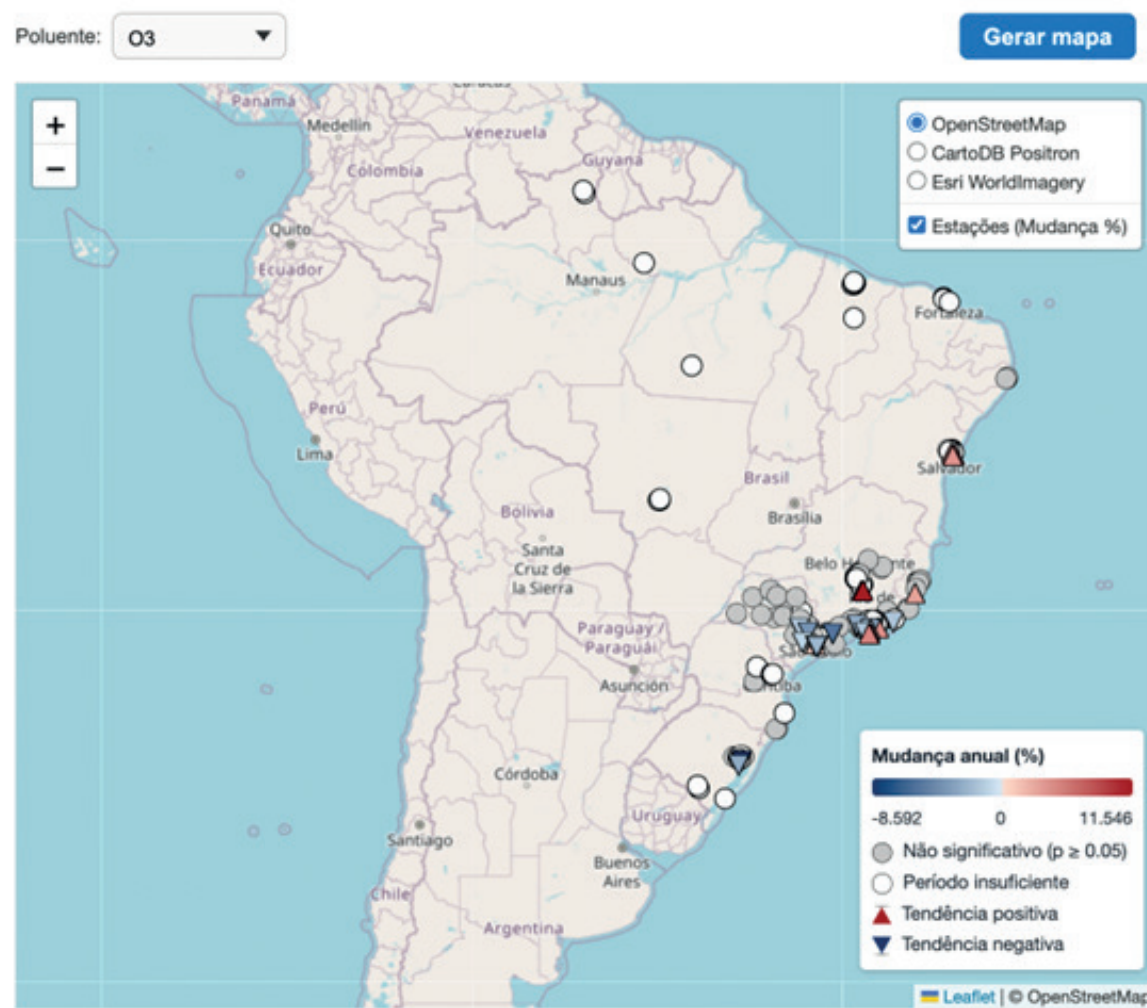 Poluente: O3
Gerar mapa
+
−
OpenStreetMap
CartoDB Positron
Esri WorldImagery
Estações (Mudança %)
Panamá
Medellín
Venezuela
Guyana
Colombia
Quito
Ecuador
Manaus
Fortaleza
Perú
Lima
Salvador
Brasil
Brasília
Bolivia
Santa
Cruz de
la Sierra
Paraguay /
Paraguái
Asunción
Córdoba
Uruguay
Santiago
Buenos
Aires
Chile
Argentina
Mudança anual (%)
-8.592 0 11.546
Não significativo (p ≥ 0.05)
Período insuficiente
Tendência positiva
Tendência negativa
Leaflet | © OpenStreetMap